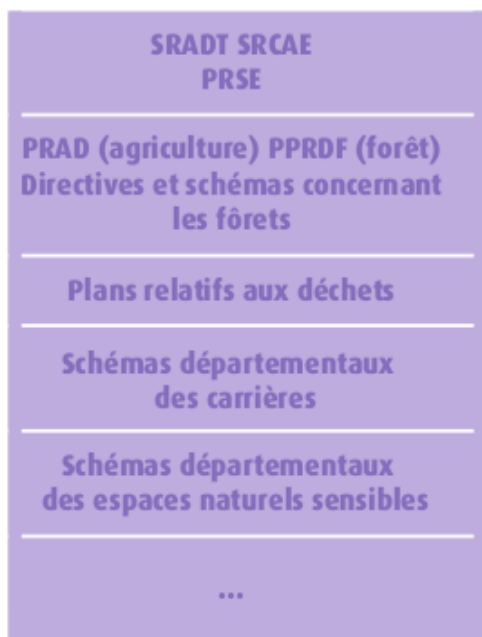 SRADT SRCAE
PRSE
PRAD (agriculture) PPRDF (forêt)
Directives et schémas concernant
les fôrets
Plans relatifs aux déchets
Schémas départementaux
des carrières
Schémas départementaux
des espaces naturels sensibles
...